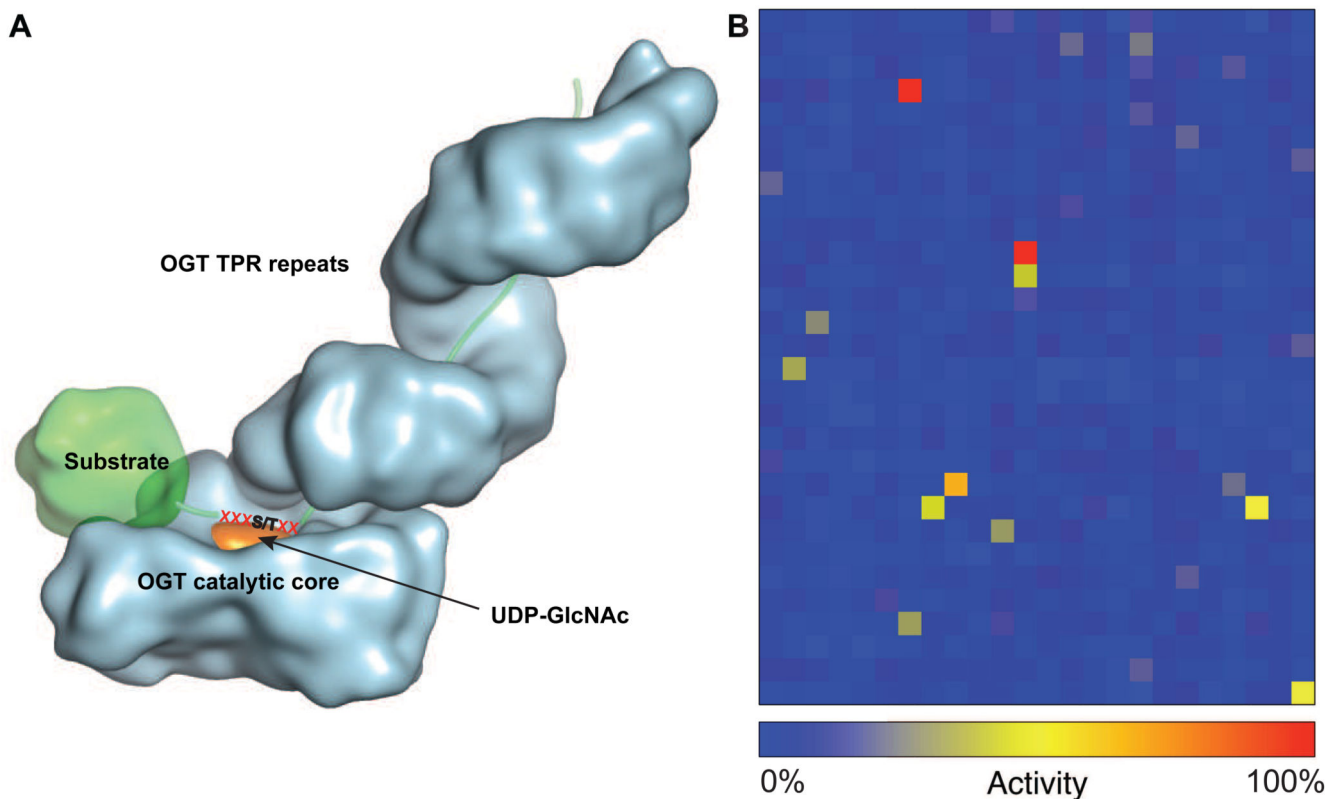 A
B
OGT TPR repeats
Substrate
XXXS/TXX
OGT catalytic core
UDP-GlcNAc
0% Activity 100%